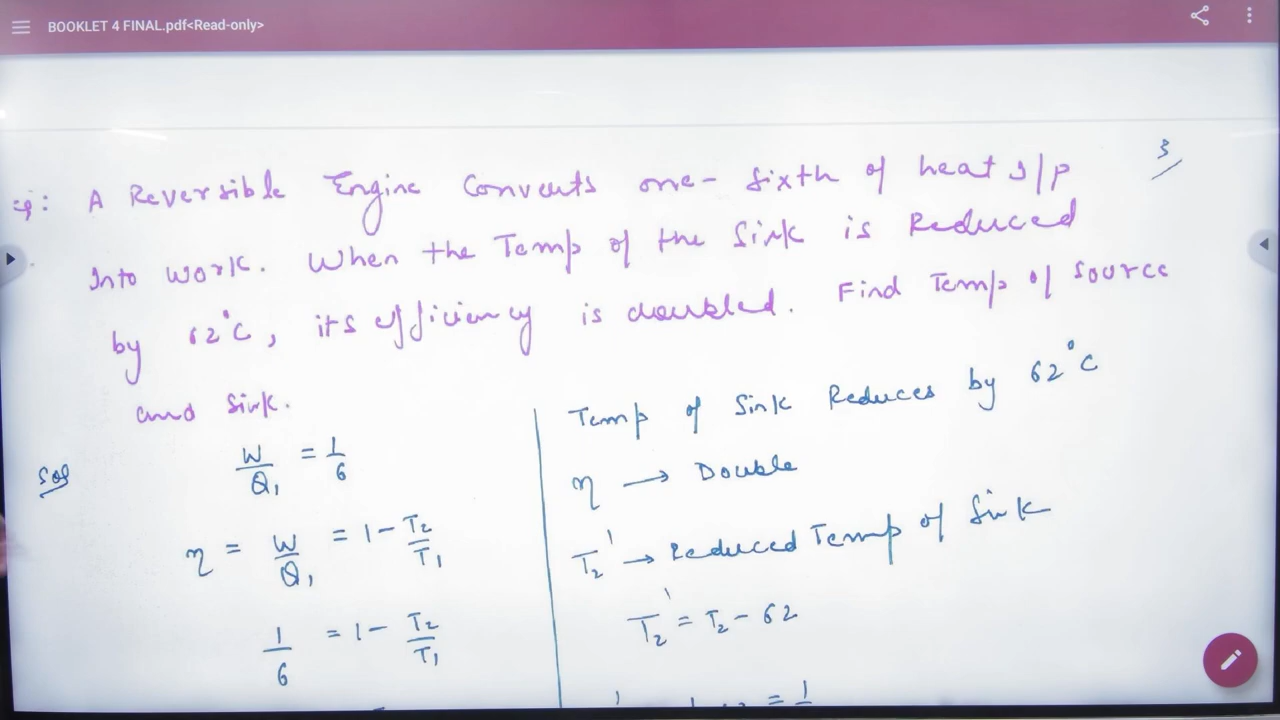 BOOKLET 4 FINAL.pdf<Read-only>
3
eg: A Reversible Engine Converts one-sixth of heat I/P
Into work. When the Temp of the Sink is Reduced
by 62°C, its efficiency is doubled. Find Temp of source
and Sink.
Sol
W/Q₁ = 1/6
η = W/Q₁ = 1 - T₂/T₁
1/6 = 1 - T₂/T₁
Temp of Sink Reduces by 62°C
η → Double
T₂' → Reduced Temp of Sink
T₂' = T₂ - 62